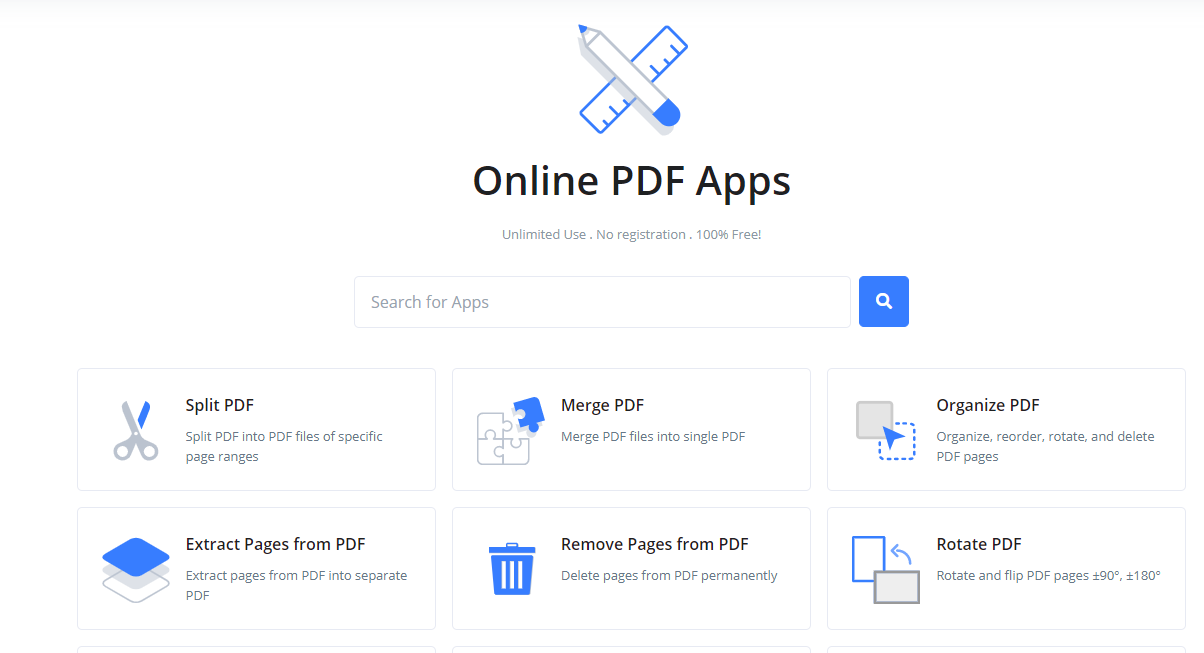 Online PDF Apps
Unlimited Use . No registration . 100% Free!
Search for Apps
Split PDF
Split PDF into PDF files of specific
page ranges
Merge PDF
Merge PDF files into single PDF
Organize PDF
Organize, reorder, rotate, and delete
PDF pages
Extract Pages from PDF
Extract pages from PDF into separate
PDF
Remove Pages from PDF
Delete pages from PDF permanently
Rotate PDF
Rotate and flip PDF pages ±90°, ±180°